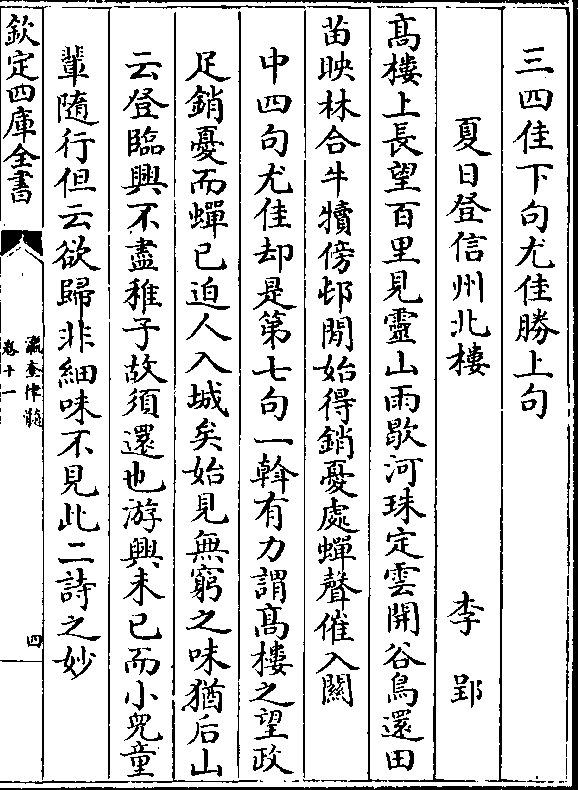 三四佳下句尤佳勝上句
夏日登信州北樓　李郢
髙樓上長望百里見靈山雨歇河珠定雲開谷鳥還田
苗映林合牛犢傍邨閒始得銷憂處蟬聲催入關
中四句尤佳却是第七句一斡有力謂髙樓之望政
足銷憂而蟬已迫人入城矣始見無窮之味猶后山
云登臨興不盡稚子故須還也游興未已而小兒童
輩隨行但云欲歸非細味不見此二詩之妙
欽定四庫全書
瀛奎律髓
卷十一
四